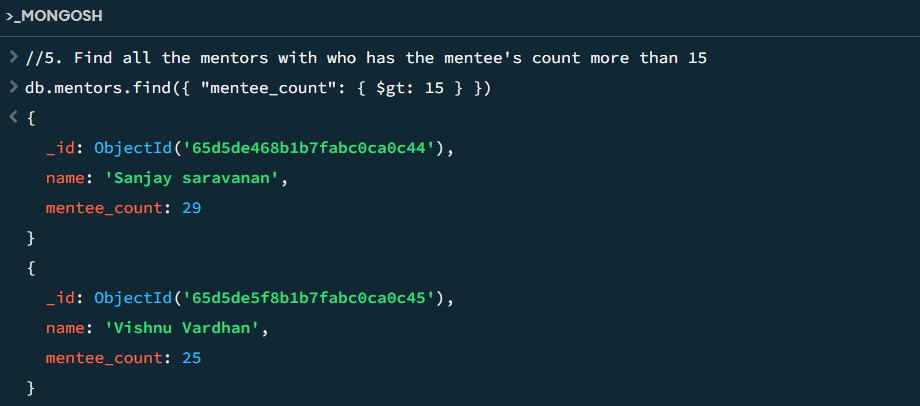 >_MONGOSH
> //5. Find all the mentors with who has the mentee's count more than 15
> db.mentors.find({ "mentee_count": { $gt: 15 } })
< {
_id: ObjectId('65d5de468b1b7fabc0ca0c44'),
name: 'Sanjay saravanan',
mentee_count: 29
}
{
_id: ObjectId('65d5de5f8b1b7fabc0ca0c45'),
name: 'Vishnu Vardhan',
mentee_count: 25
}